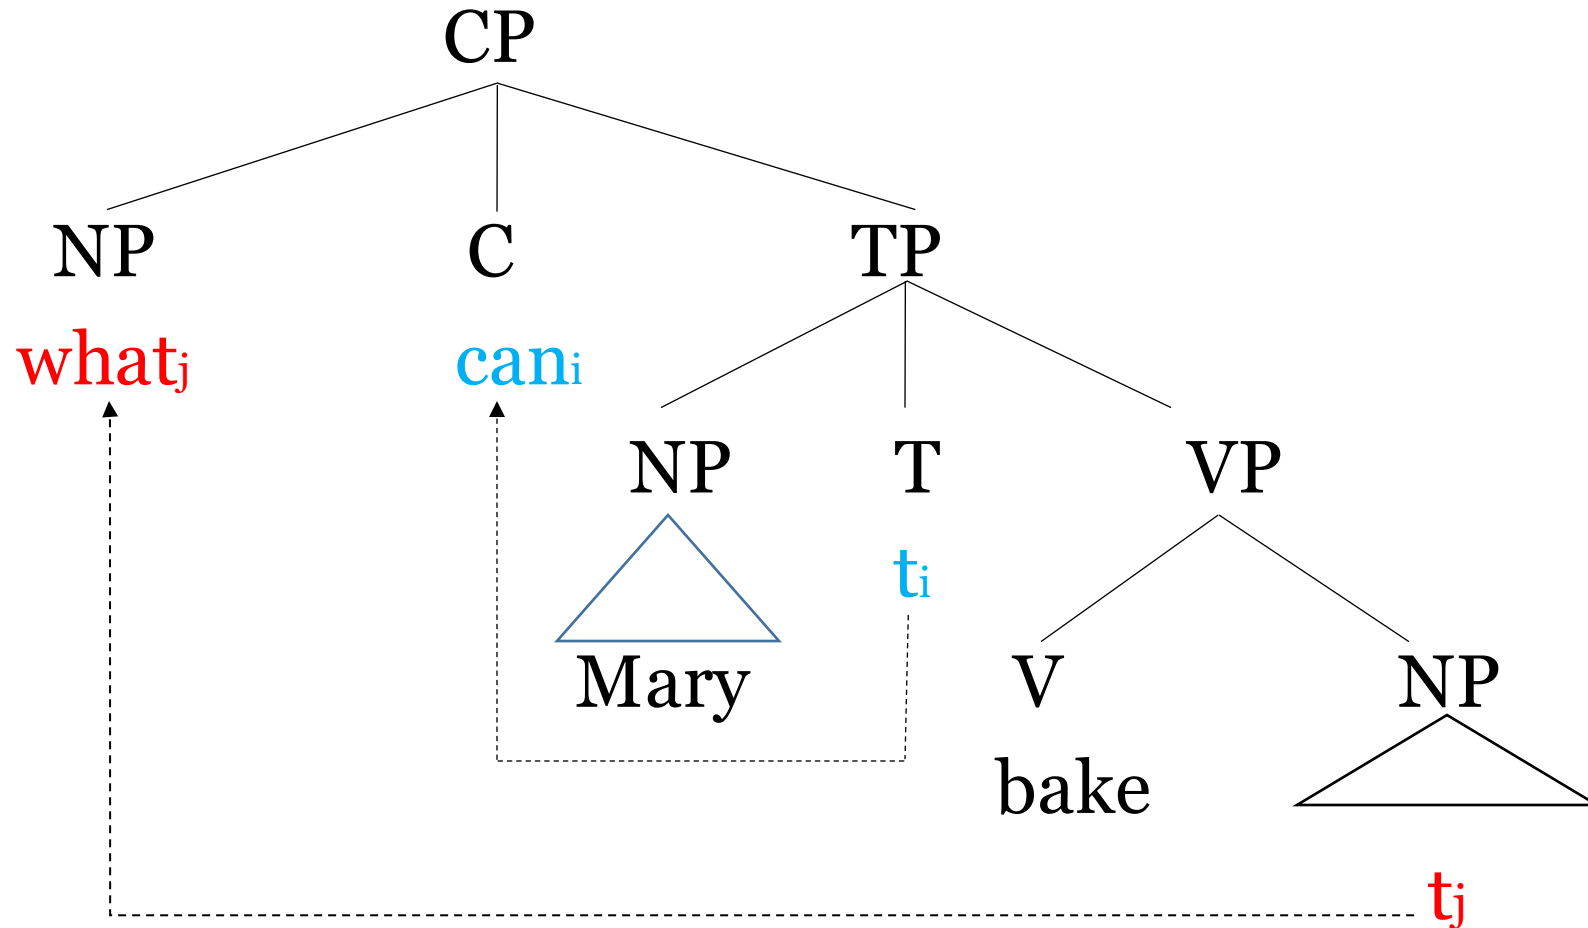 CP
NP C TP
whatj cani
NP T VP
ti
Mary V NP
bake
tj